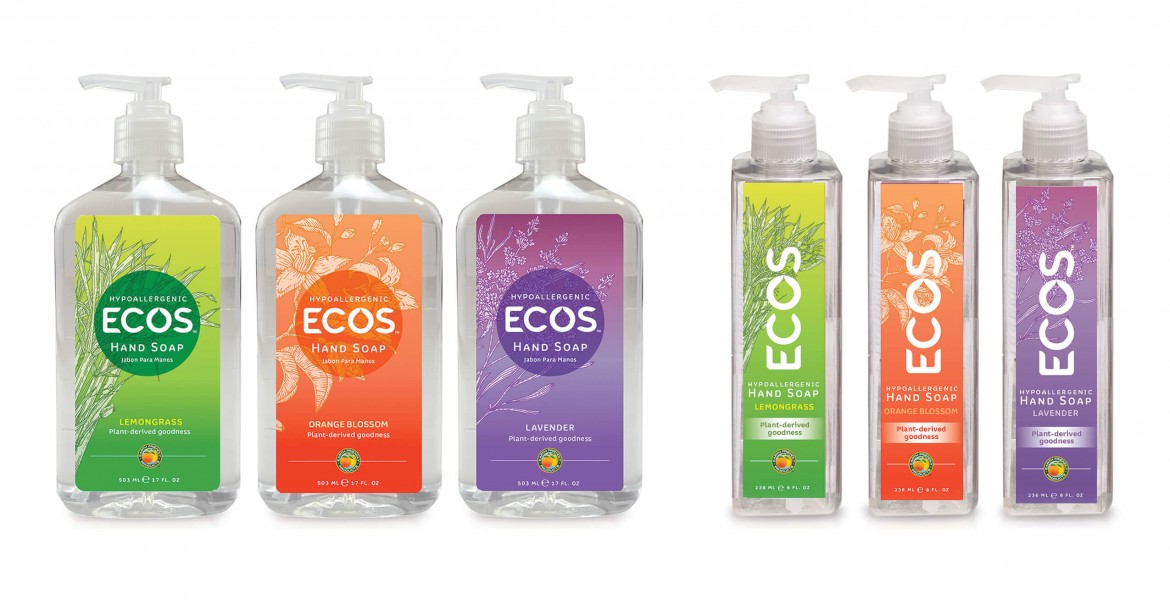 HYPOALLERGENIC
ECOS™
HAND SOAP
Jabon Para Manos
LEMONGRASS
Plant-derived goodness
503 ML ℮ 17 FL. OZ
HYPOALLERGENIC
ECOS™
HAND SOAP
Jabon Para Manos
ORANGE BLOSSOM
Plant-derived goodness
503 ML ℮ 17 FL. OZ
HYPOALLERGENIC
ECOS™
HAND SOAP
Jabon Para Manos
LAVENDER
Plant-derived goodness
503 ML ℮ 17 FL. OZ
ECOS
HYPOALLERGENIC
HAND SOAP
LEMONGRASS
Plant-derived
goodness
236 ML ℮ 8 FL. OZ
ECOS
HYPOALLERGENIC
HAND SOAP
ORANGE BLOSSOM
Plant-derived
goodness
236 ML ℮ 8 FL. OZ
ECOS
HYPOALLERGENIC
HAND SOAP
LAVENDER
Plant-derived
goodness
236 ML ℮ 8 FL. OZ